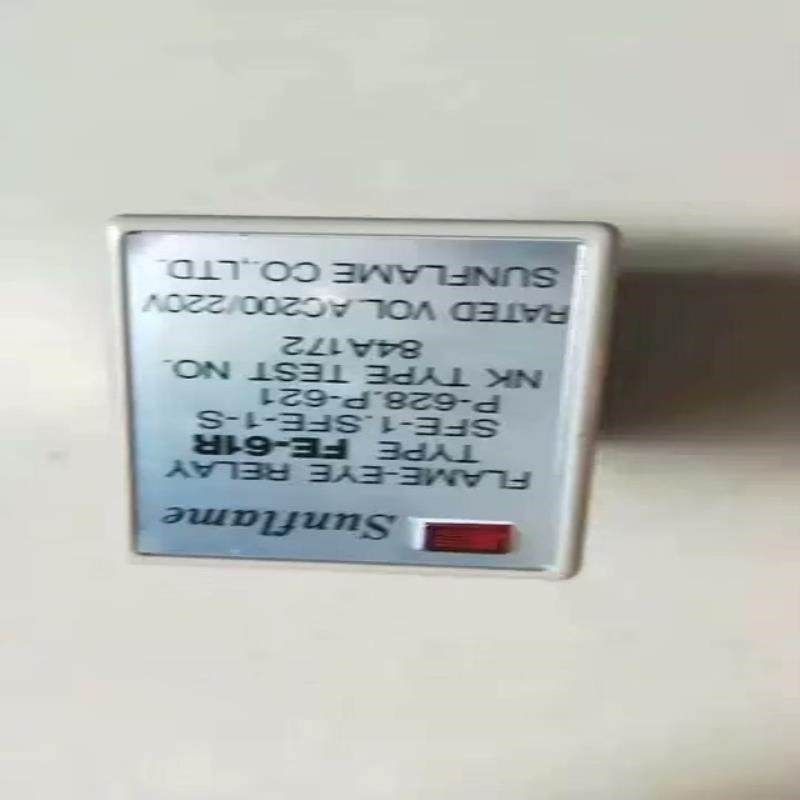 Sunflame
FLAME-EYE RELAY
TYPE FE-61R
SFE-1.SFE-1-S
P-628.P-621
NK TYPE TEST NO.
84A172
RATED VOL.AC200/220V
SUNFLAME CO.,LTD.